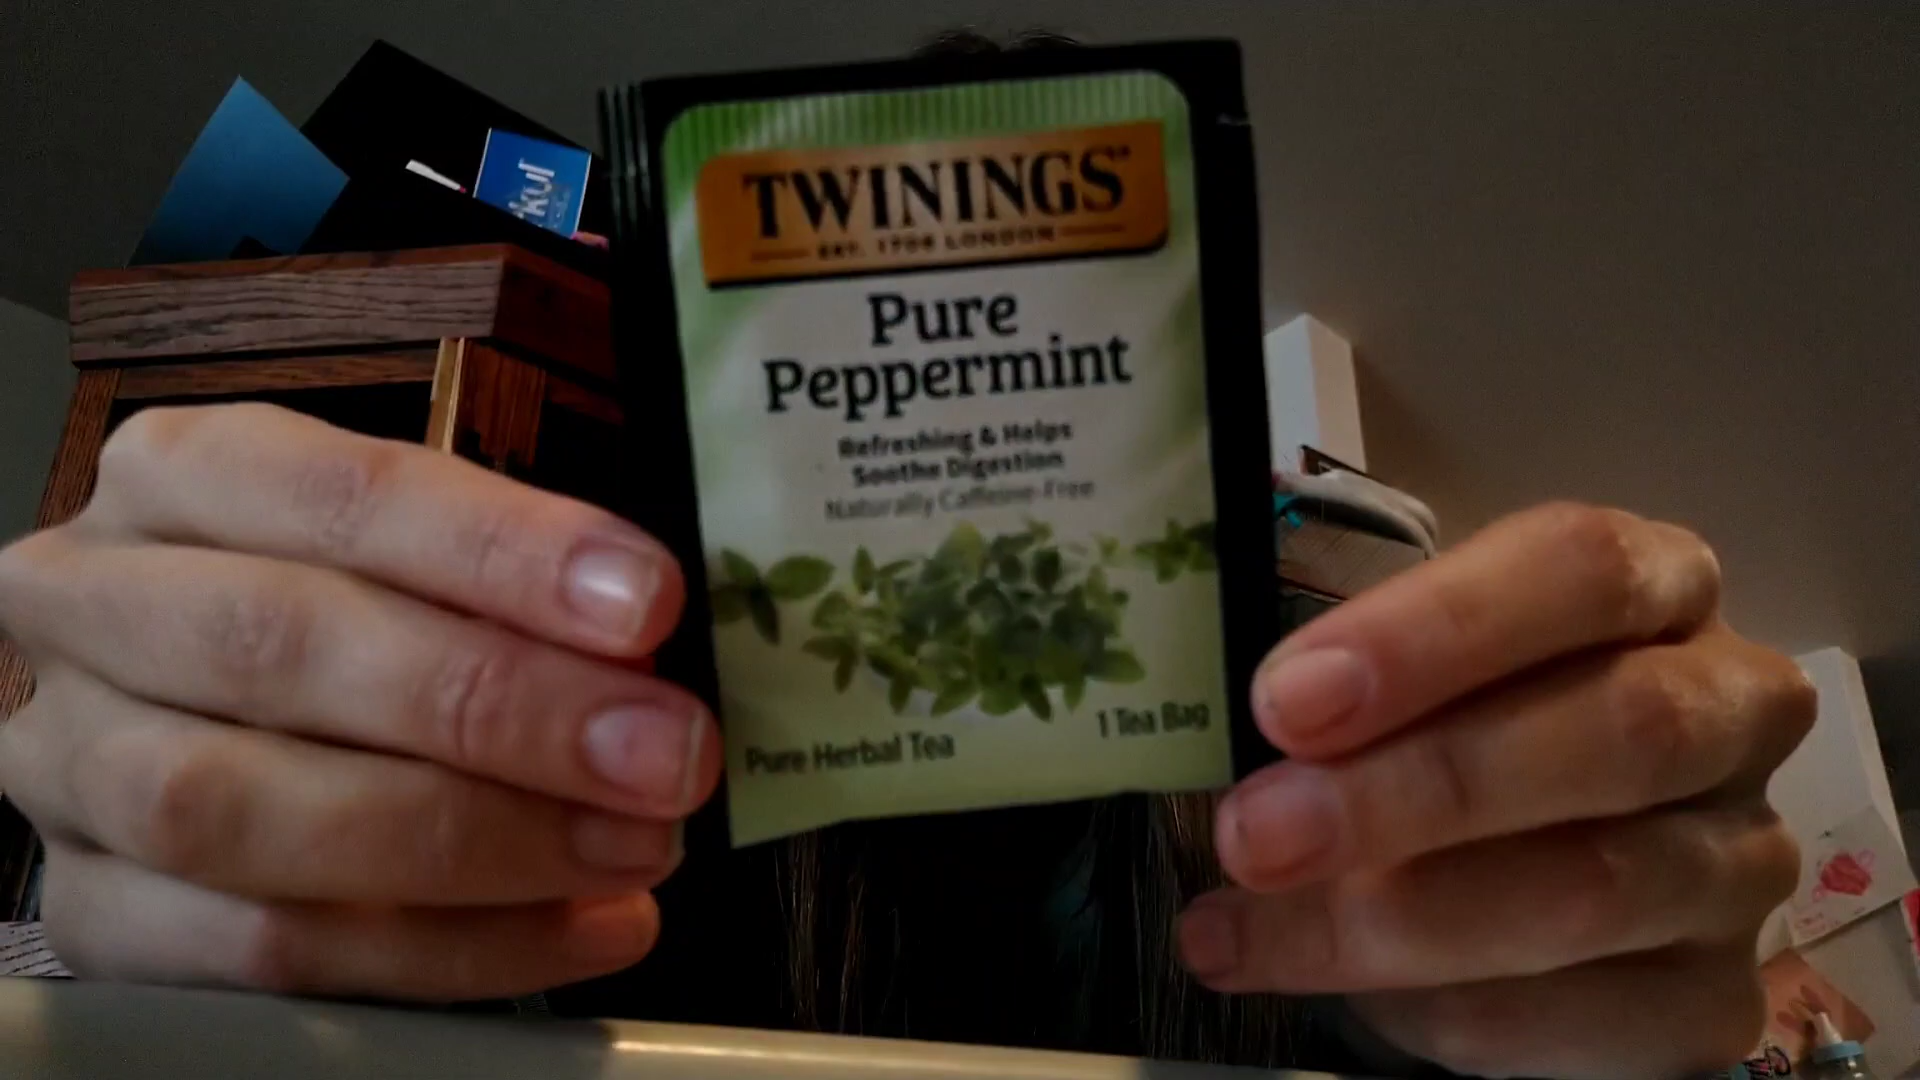 TWININGS®
EST. 1706 LONDON
Pure
Peppermint
Refreshing & Helps
Soothe Digestion
Naturally Caffeine-Free
Pure Herbal Tea
1 Tea Bag